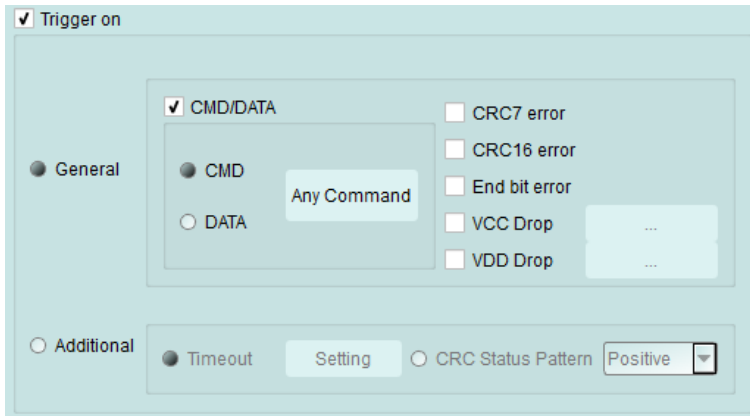 Trigger on
CMD/DATA
CRC7 error
CRC16 error
General
CMD
Any Command
End bit error
DATA
VCC Drop
...
VDD Drop
...
Additional
Timeout
Setting
CRC Status Pattern
Positive